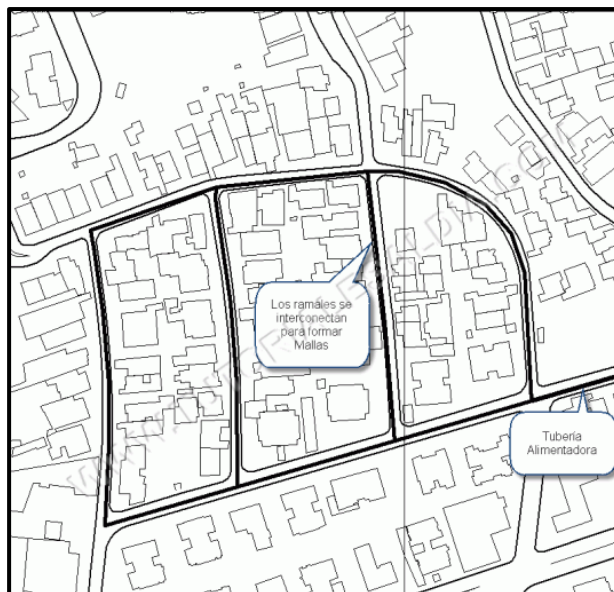 Los ramales se
interconectan
para formar
Mallas
Tubería
Alimentadora